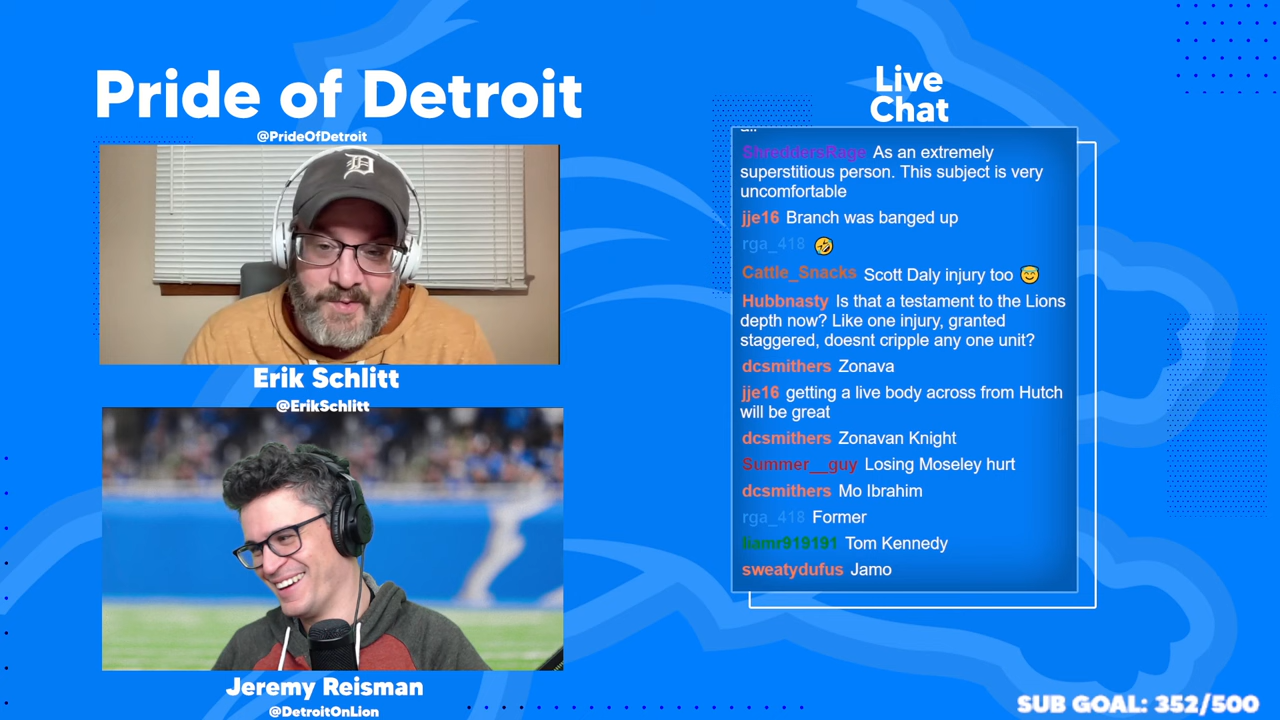 Pride of Detroit
@PrideOfDetroit
D
Erik Schlitt
@ErikSchlitt
Jeremy Reisman
@DetroitOnLion
Live
Chat
ShreddersRage As an extremely
superstitious person. This subject is very
uncomfortable
jje16 Branch was banged up
rga_418 🤣
Cattle_Snacks Scott Daly injury too 😇
Hubbnasty Is that a testament to the Lions
depth now? Like one injury, granted
staggered, doesnt cripple any one unit?
dcsmithers Zonava
jje16 getting a live body across from Hutch
will be great
dcsmithers Zonavan Knight
Summer__guy Losing Moseley hurt
dcsmithers Mo Ibrahim
rga_418 Former
liamr919191 Tom Kennedy
sweatydufus Jamo
SUB GOAL: 352/500